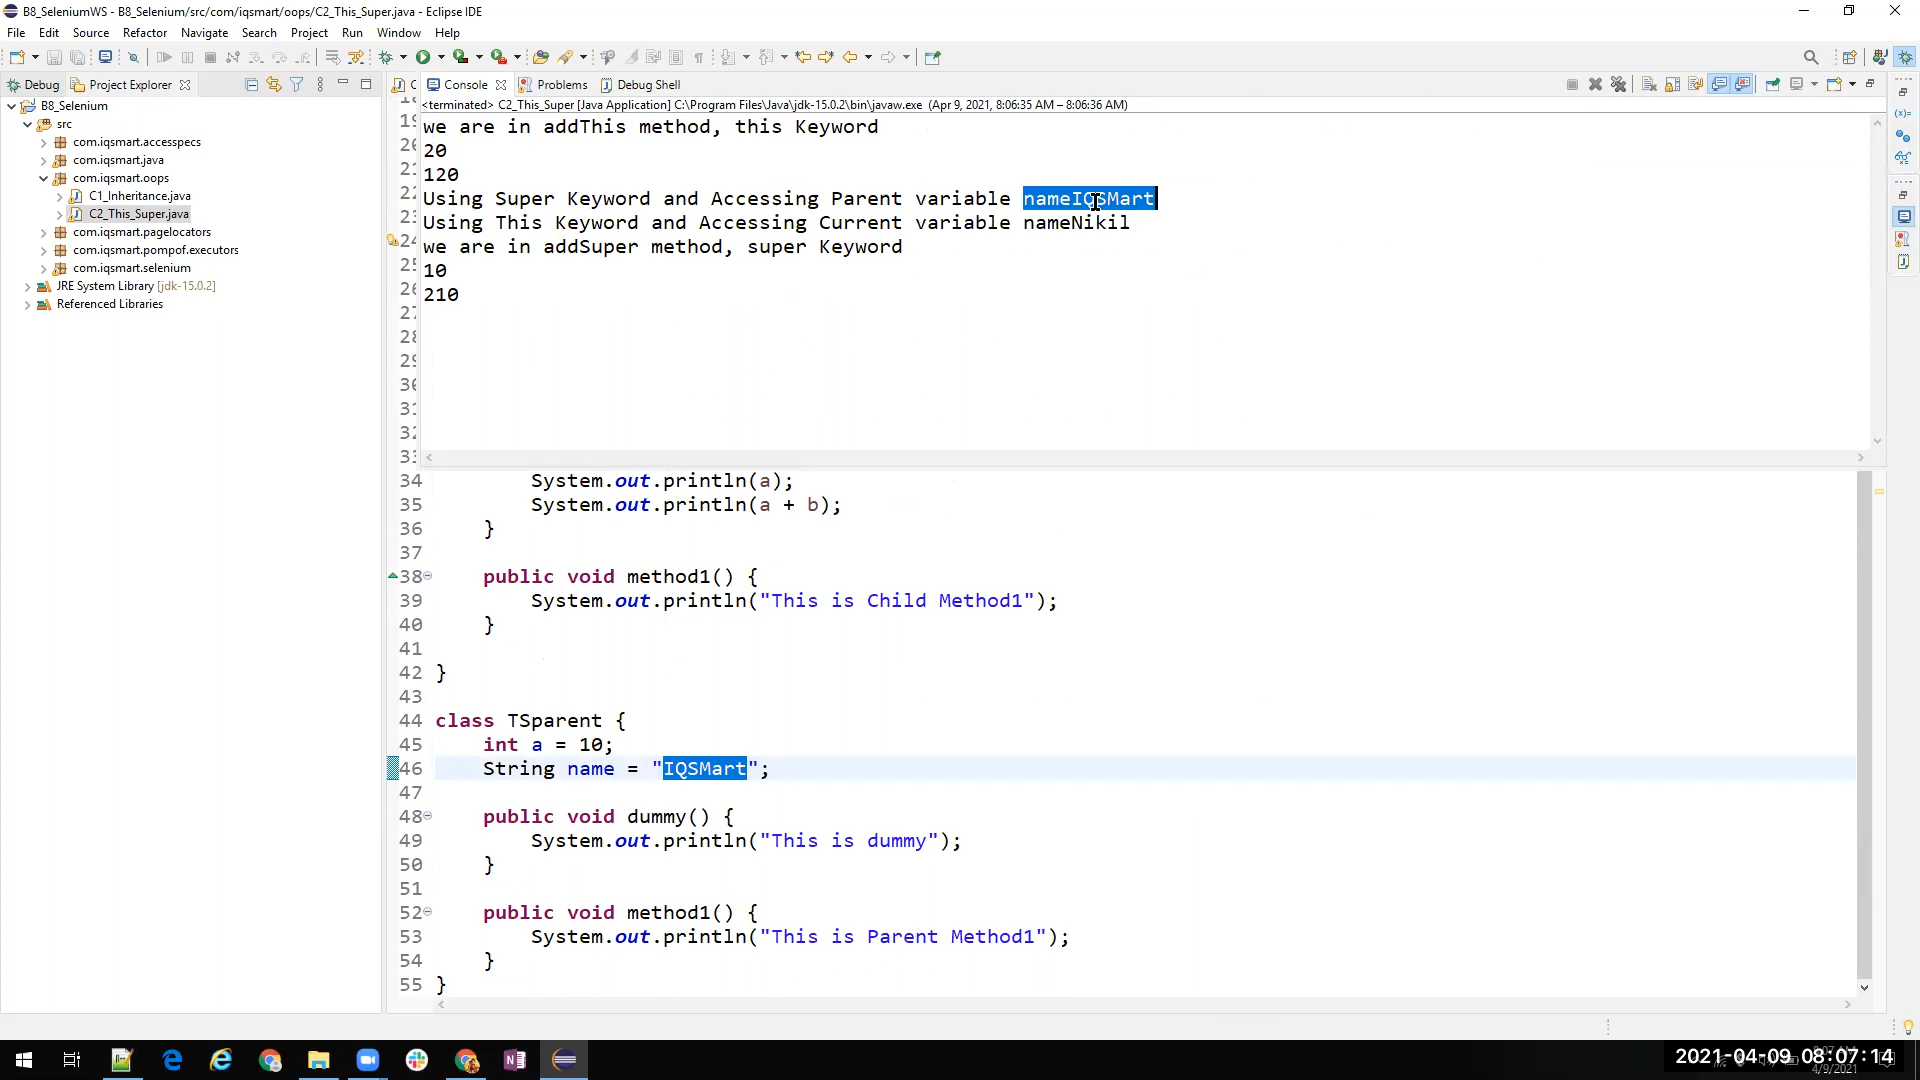 B8_SeleniumWS - B8_Selenium/src/com/iqsmart/oops/C2_This_Super.java - Eclipse IDE
File Edit Source Refactor Navigate Search Project Run Window Help
Debug Project Explorer Console Problems Debug Shell
<terminated> C2_This_Super [Java Application] C:\Program Files\Java\jdk-15.0.2\bin\javaw.exe (Apr 9, 2021, 8:06:35 AM – 8:06:36 AM)
B8_Selenium
src
com.iqsmart.accesspecs
com.iqsmart.java
com.iqsmart.oops
C1_Inheritance.java
C2_This_Super.java
com.iqsmart.pagelocators
com.iqsmart.pompof.executors
com.iqsmart.selenium
JRE System Library [jdk-15.0.2]
Referenced Libraries
we are in addThis method, this Keyword
20
120
Using Super Keyword and Accessing Parent variable nameIQSMart
Using This Keyword and Accessing Current variable nameNikil
we are in addSuper method, super Keyword
10
210
34 System.out.println(a);
35 System.out.println(a + b);
36 }
37
38 public void method1() {
39 System.out.println("This is Child Method1");
40 }
41
42 }
43
44 class TSparent {
45 int a = 10;
46 String name = "IQSMart";
47
48 public void dummy() {
49 System.out.println("This is dummy");
50 }
51
52 public void method1() {
53 System.out.println("This is Parent Method1");
54 }
55 }
2021-04-09 08:07:14
4/9/2021